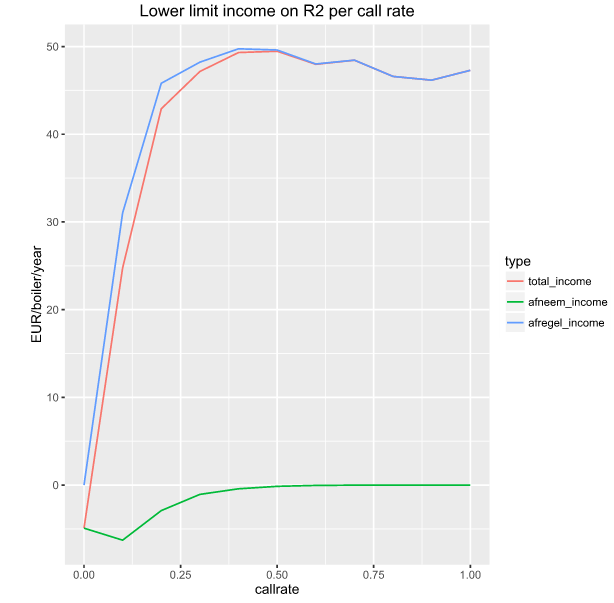 Lower limit income on R2 per call rate
EUR/boiler/year
50
40
30
20
10
0
0.00 0.25 0.50 0.75 1.00
callrate
type
total_income
afneem_income
afregel_income